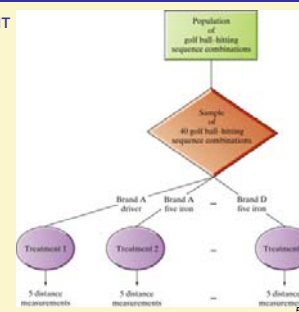 NT
Population
of
golf ball–hitting
sequence combinations
Sample
of
40 golf ball–hitting
sequence combinations
Brand A
driver
Brand A
five iron
Brand D
five iron
Treatment 1
Treatment 2
Treatment
5 distance
measurements
5 distance
measurements
5 distance